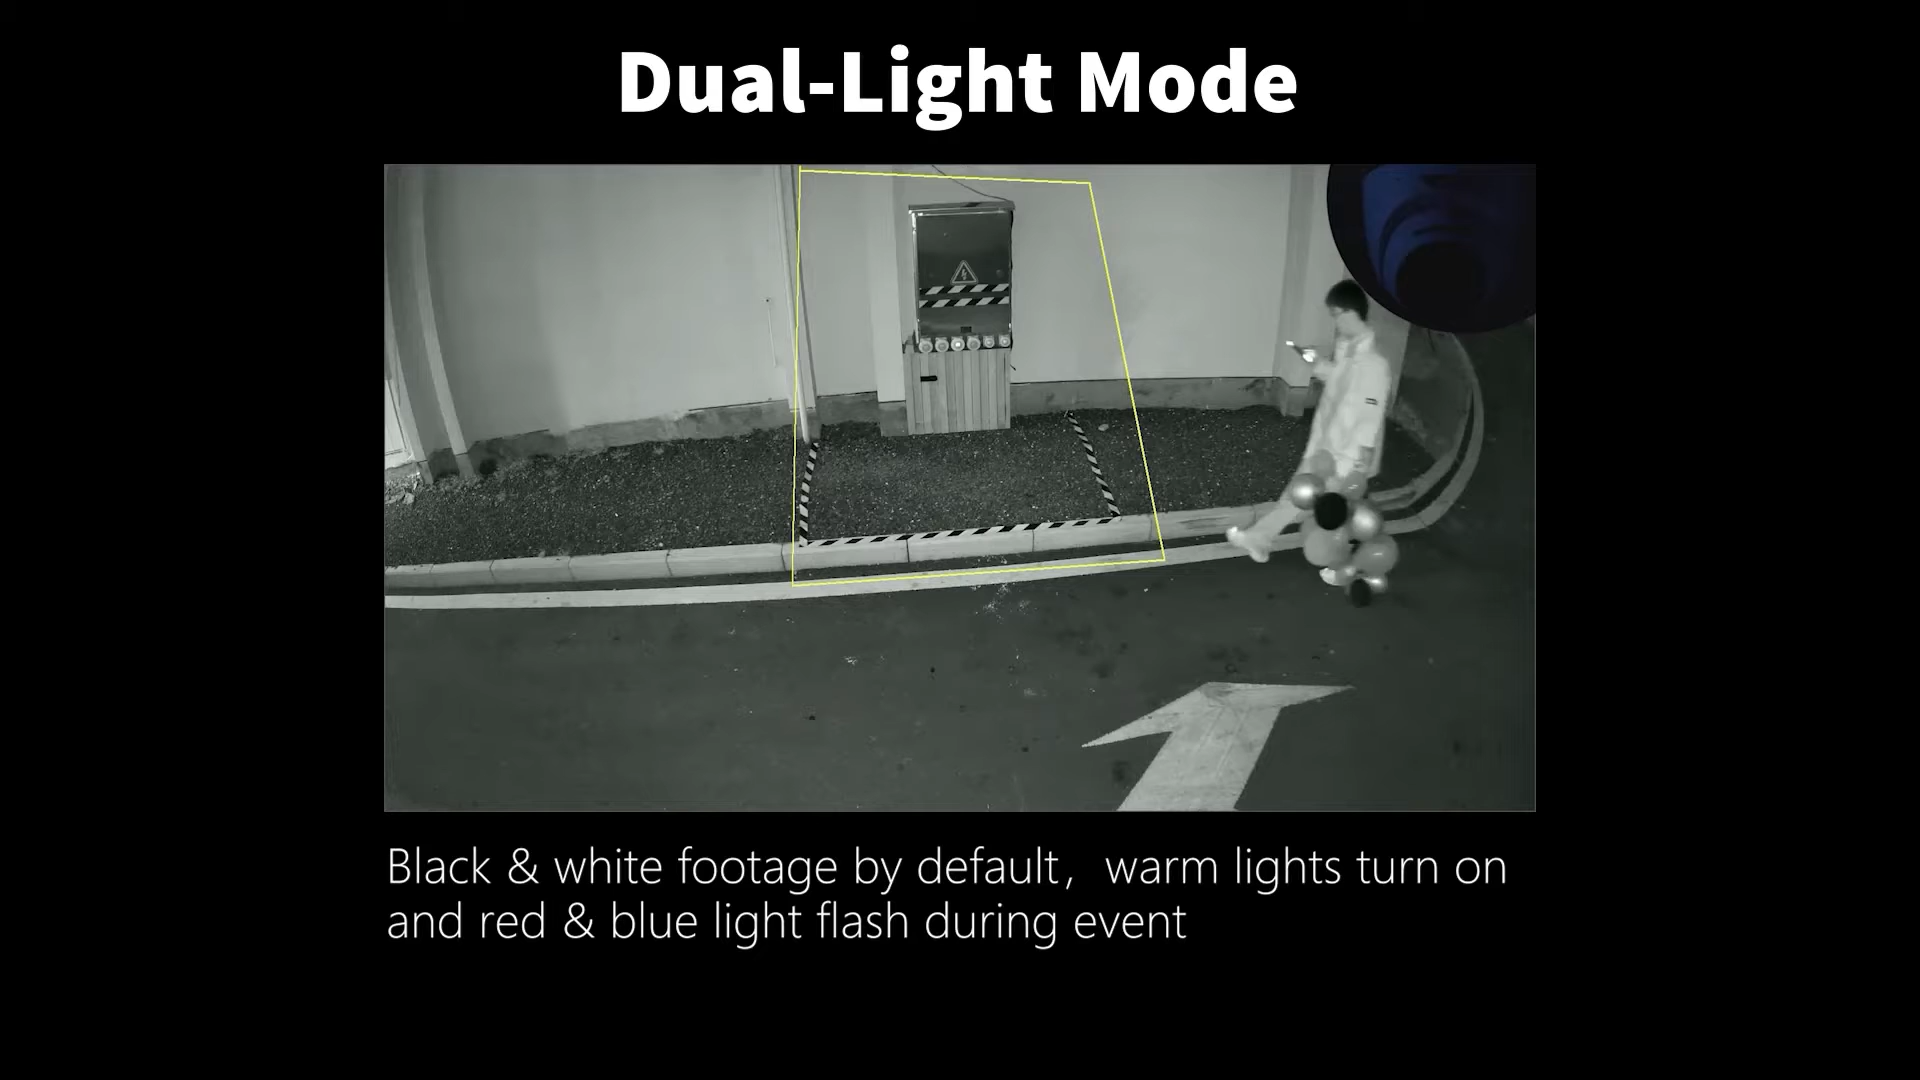 Dual-Light Mode
Black & white footage by default，warm lights turn on
and red & blue light flash during event